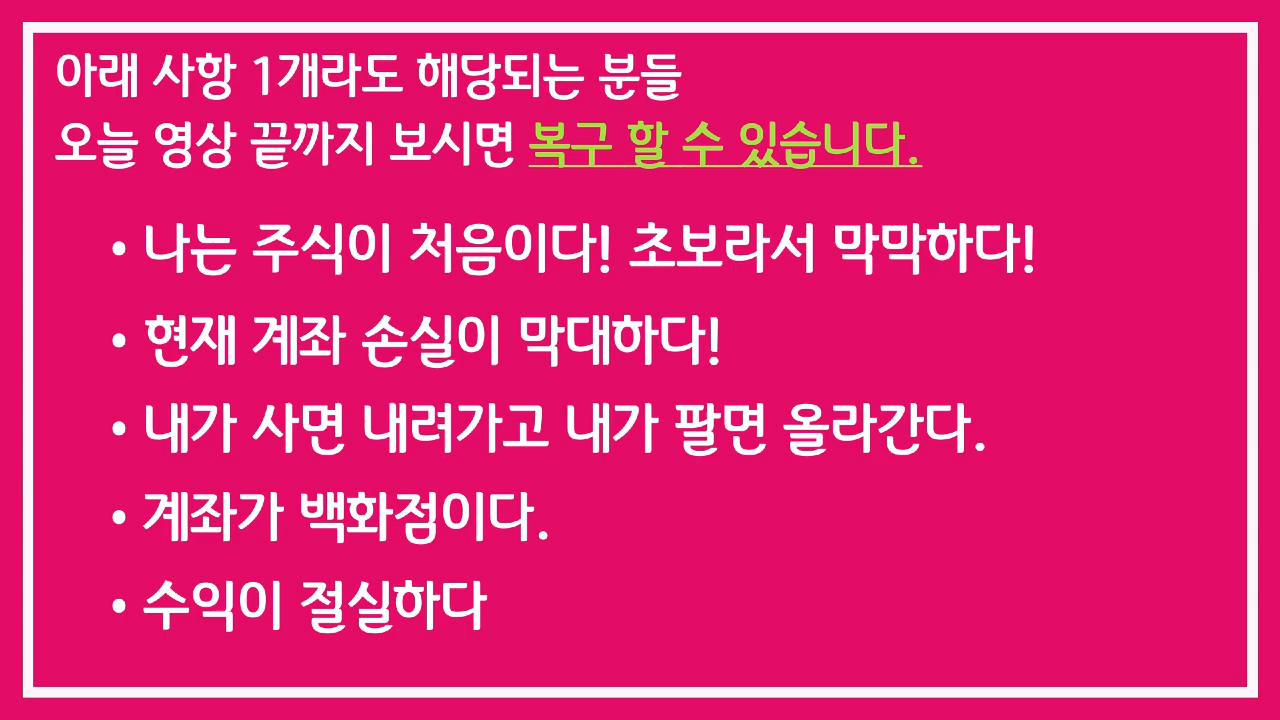 아래 사항 1개라도 해당되는 분들
오늘 영상 끝까지 보시면 복구 할 수 있습니다.
• 나는 주식이 처음이다! 초보라서 막막하다!
• 현재 계좌 손실이 막대하다!
• 내가 사면 내려가고 내가 팔면 올라간다.
• 계좌가 백화점이다.
• 수익이 절실하다